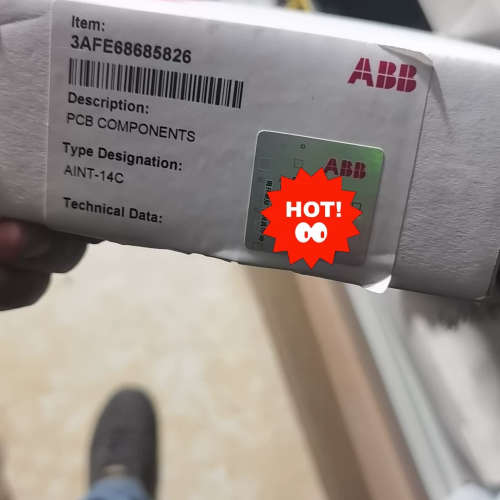 Item:
3AFE68685826
ABB
Description:
PCB COMPONENTS
Type Designation:
AINT-14C
Technical Data:
ABB
HOT!